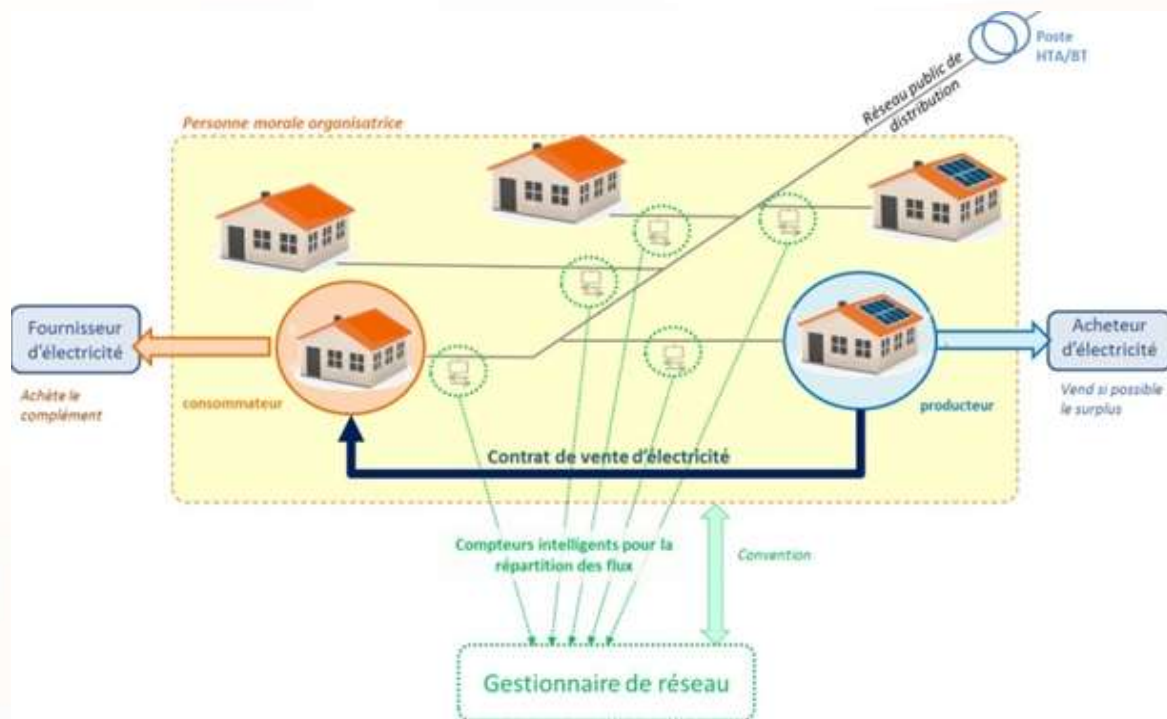 Poste
HTA/BT
Réseau public de
distribution
Personne morale organisatrice
Fournisseur
d'électricité
Achète le
complément
consommateur
Acheteur
d'électricité
Vend si possible
le surplus
producteur
Contrat de vente d'électricité
Compteurs intelligents pour la
répartition des flux
Convention
Gestionnaire de réseau